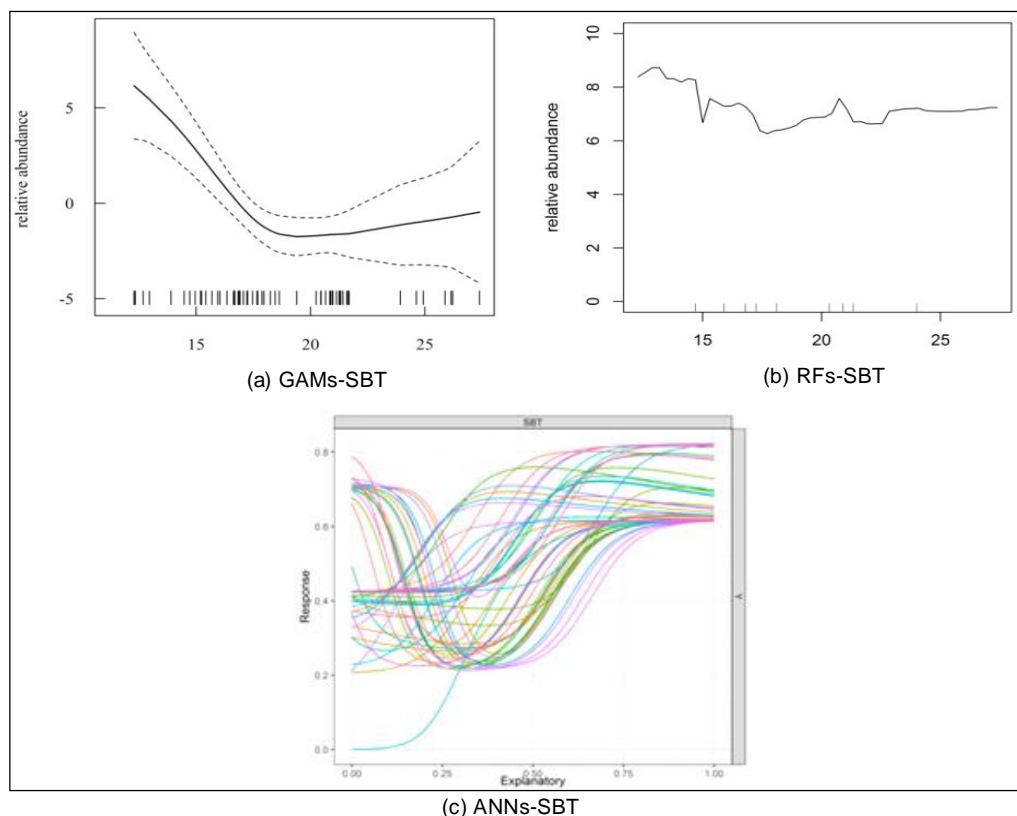 relative abundance
5
0
-5
15 20 25
(a) GAMs-SBT
relative abundance
10
8
6
4
2
0
15 20 25
(b) RFs-SBT
SBT
Response
0.8
0.6
0.4
0.2
0.0
Y
0.00 0.25 0.50 0.75 1.00
Explanatory
(c) ANNs-SBT